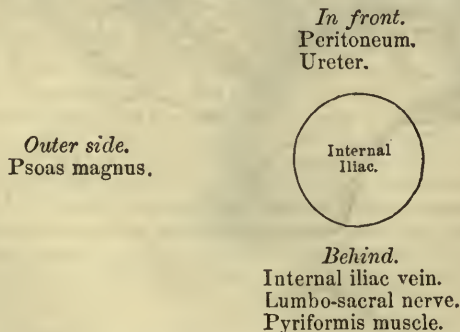 In front.
Peritoneum.
Ureter.
Outer side.
Psoas magnus.
Internal
Iliac.
Behind.
Internal iliac vein.
Lumbo-sacral nerve.
Pyriformis muscle.